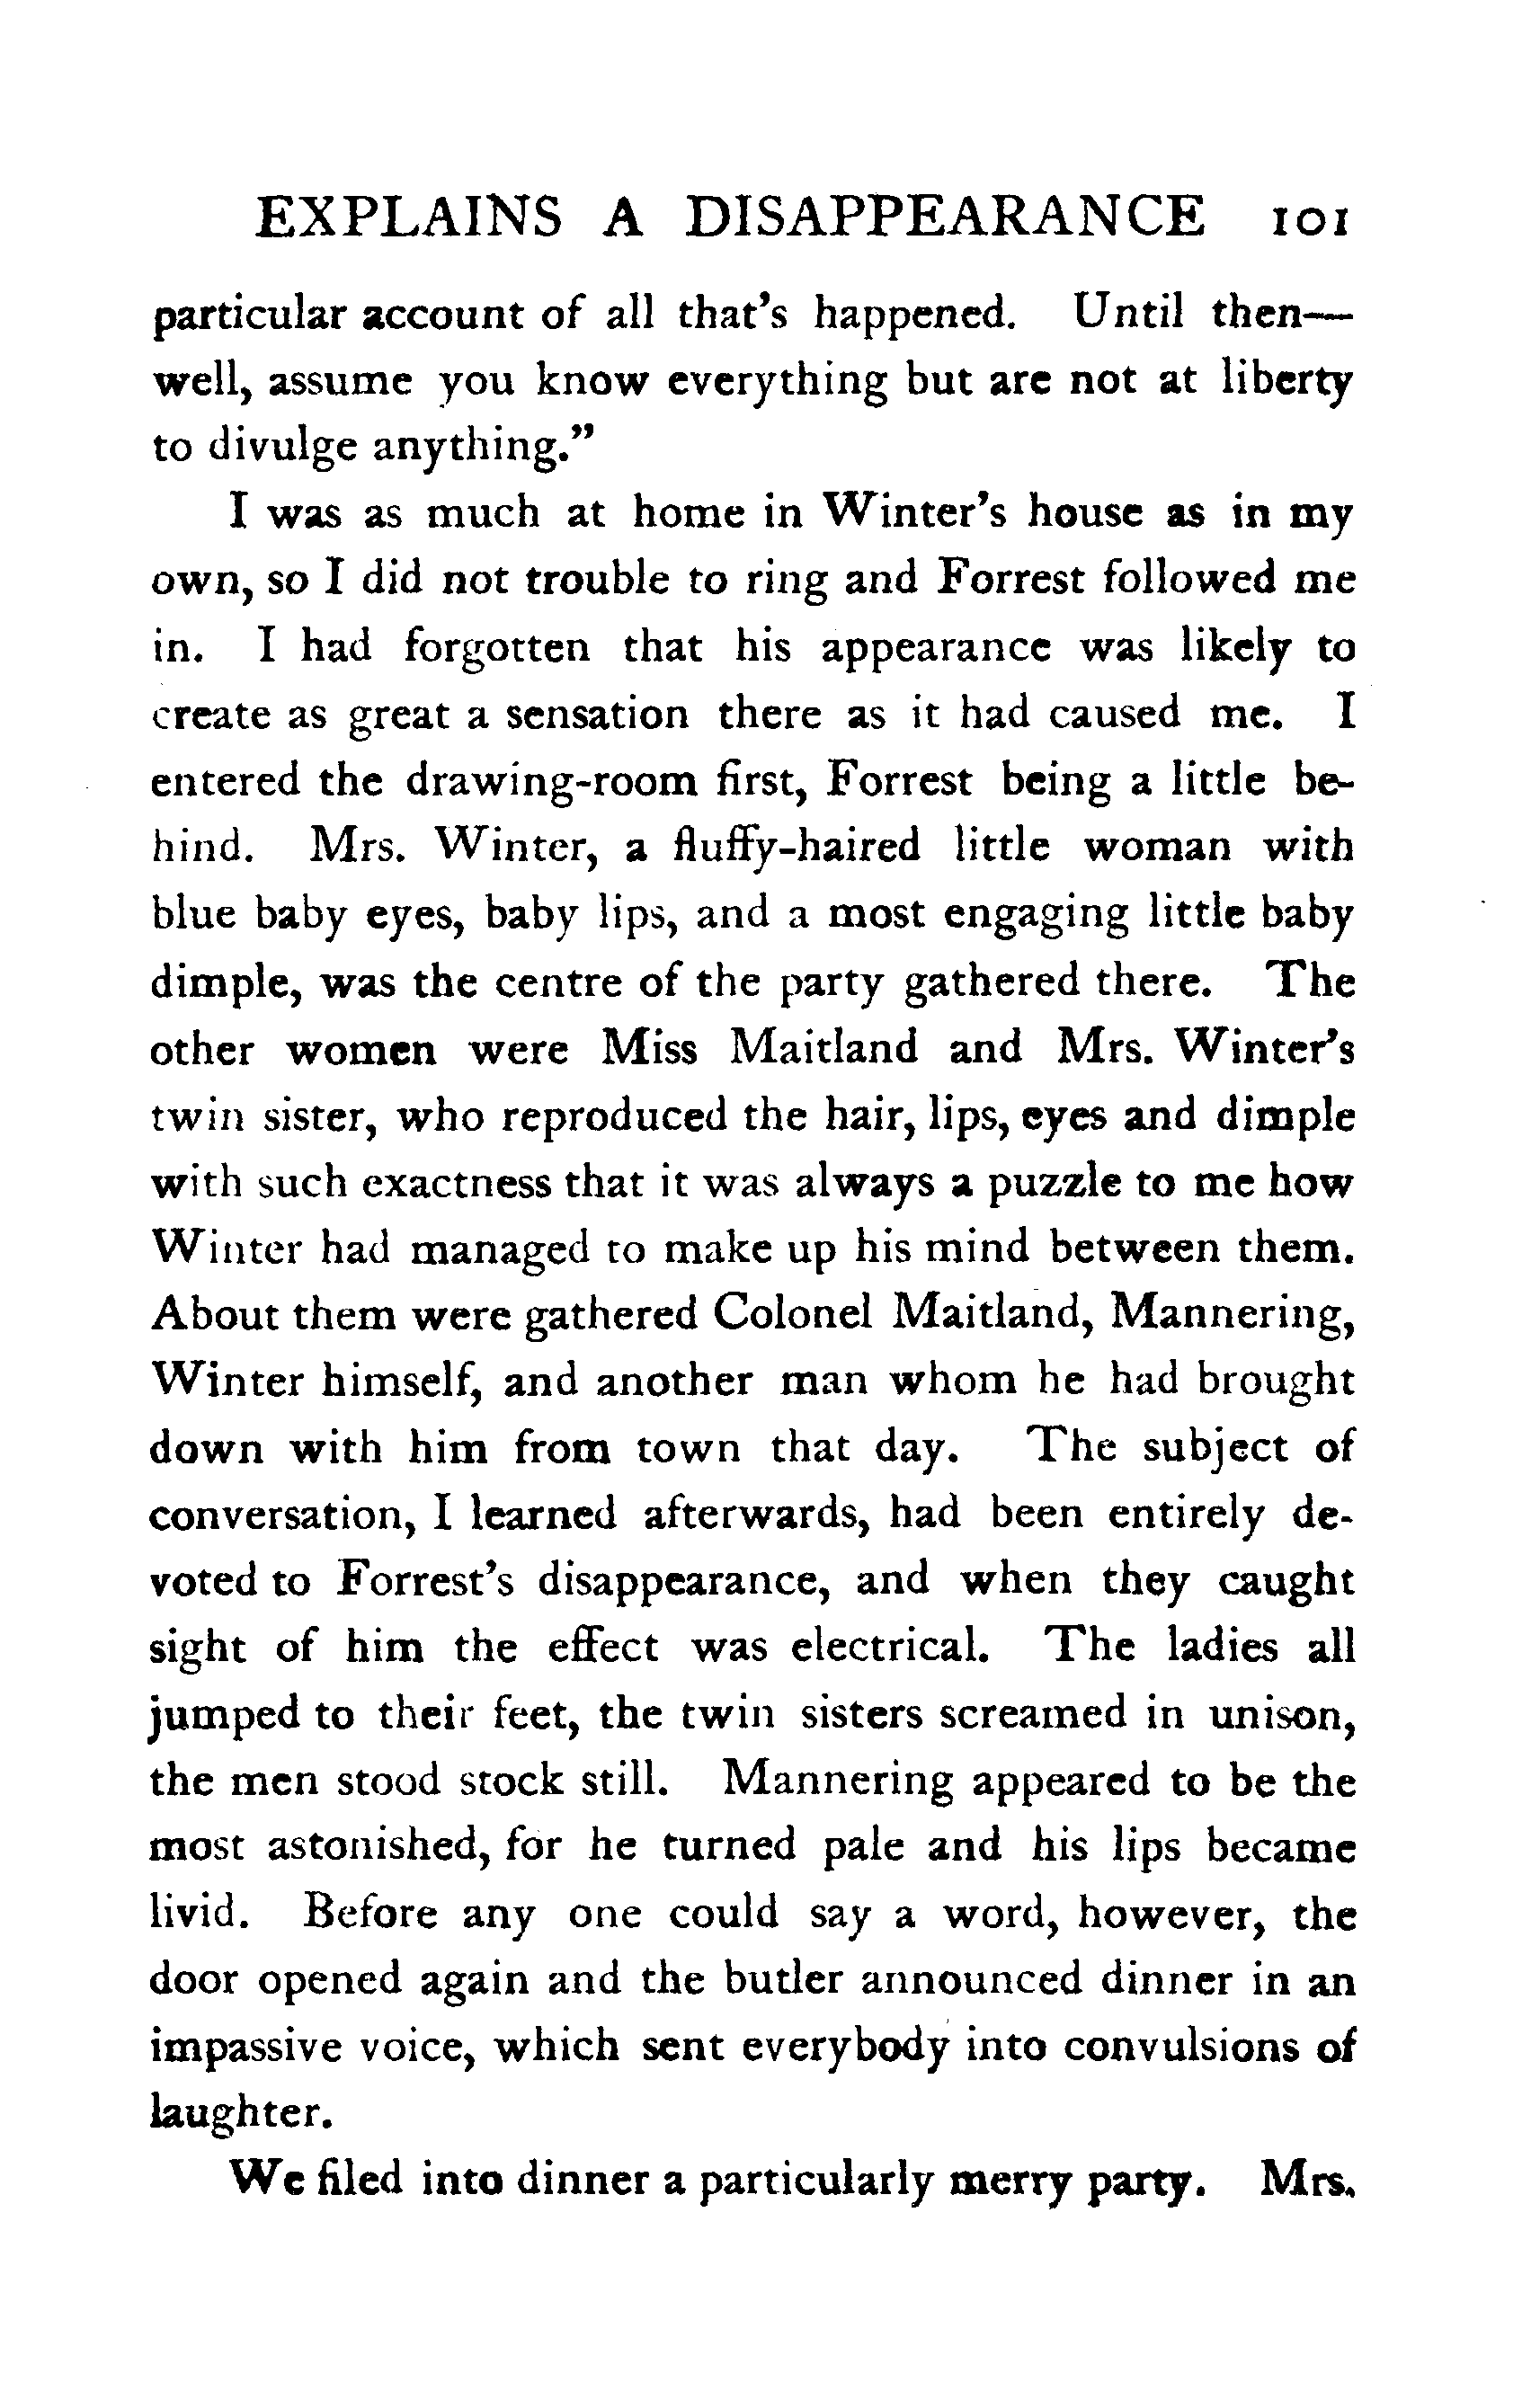 EXPLAINS A DISAPPEARANCE 101
particular account of all that's happened. Until then—
well, assume you know everything but are not at liberty
to divulge anything."
I was as much at home in Winter's house as in my
own, so I did not trouble to ring and Forrest followed me
in. I had forgotten that his appearance was likely to
create as great a sensation there as it had caused me. I
entered the drawing-room first, Forrest being a little be-
hind. Mrs. Winter, a fluffy-haired little woman with
blue baby eyes, baby lips, and a most engaging little baby
dimple, was the centre of the party gathered there. The
other women were Miss Maitland and Mrs. Winter's
twin sister, who reproduced the hair, lips, eyes and dimple
with such exactness that it was always a puzzle to me how
Winter had managed to make up his mind between them.
About them were gathered Colonel Maitland, Mannering,
Winter himself, and another man whom he had brought
down with him from town that day. The subject of
conversation, I learned afterwards, had been entirely de-
voted to Forrest's disappearance, and when they caught
sight of him the effect was electrical. The ladies all
jumped to their feet, the twin sisters screamed in unison,
the men stood stock still. Mannering appeared to be the
most astonished, for he turned pale and his lips became
livid. Before any one could say a word, however, the
door opened again and the butler announced dinner in an
impassive voice, which sent everybody into convulsions of
laughter.
We filed into dinner a particularly merry party. Mrs.